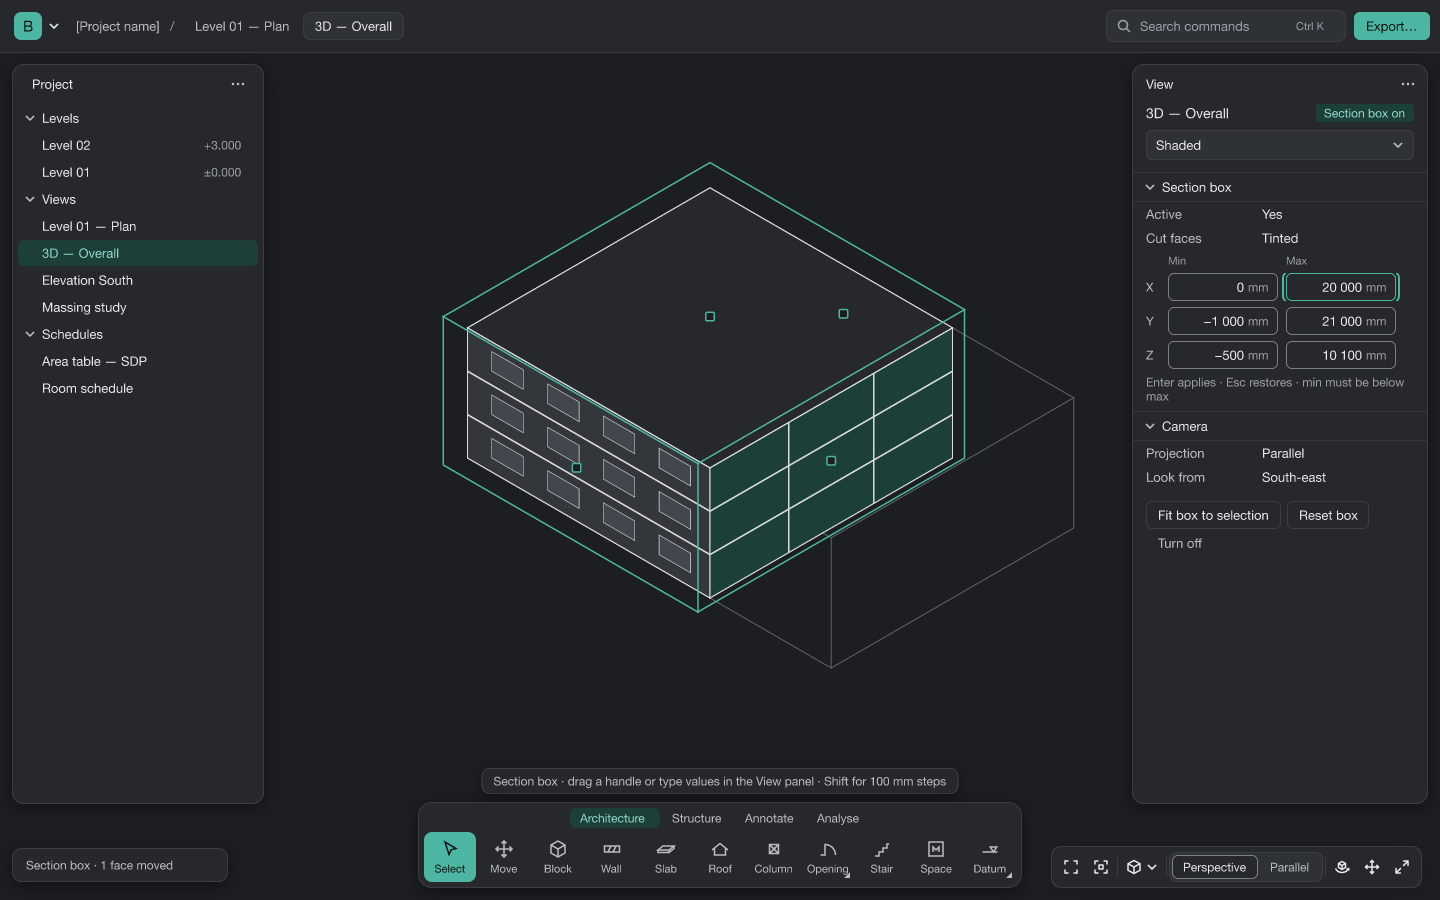 B
[Project name] /
Level 01 — Plan
3D — Overall
Search commands
Ctrl K
Export…
Project
Levels
Level 02
+3.000
Level 01
±0.000
Views
Level 01 — Plan
3D — Overall
Elevation South
Massing study
Schedules
Area table — SDP
Room schedule
View
3D — Overall
Section box on
Shaded
Section box
Active
Yes
Cut faces
Tinted
Min
Max
X
0 mm
20 000 mm
Y
−1 000 mm
21 000 mm
Z
−500 mm
10 100 mm
Enter applies · Esc restores · min must be below
max
Camera
Projection
Parallel
Look from
South-east
Fit box to selection
Reset box
Turn off
Section box · drag a handle or type values in the View panel · Shift for 100 mm steps
Architecture
Structure
Annotate
Analyse
Select
Move
Block
Wall
Slab
Roof
Column
Opening
Stair
Space
Datum
Section box · 1 face moved
Perspective
Parallel